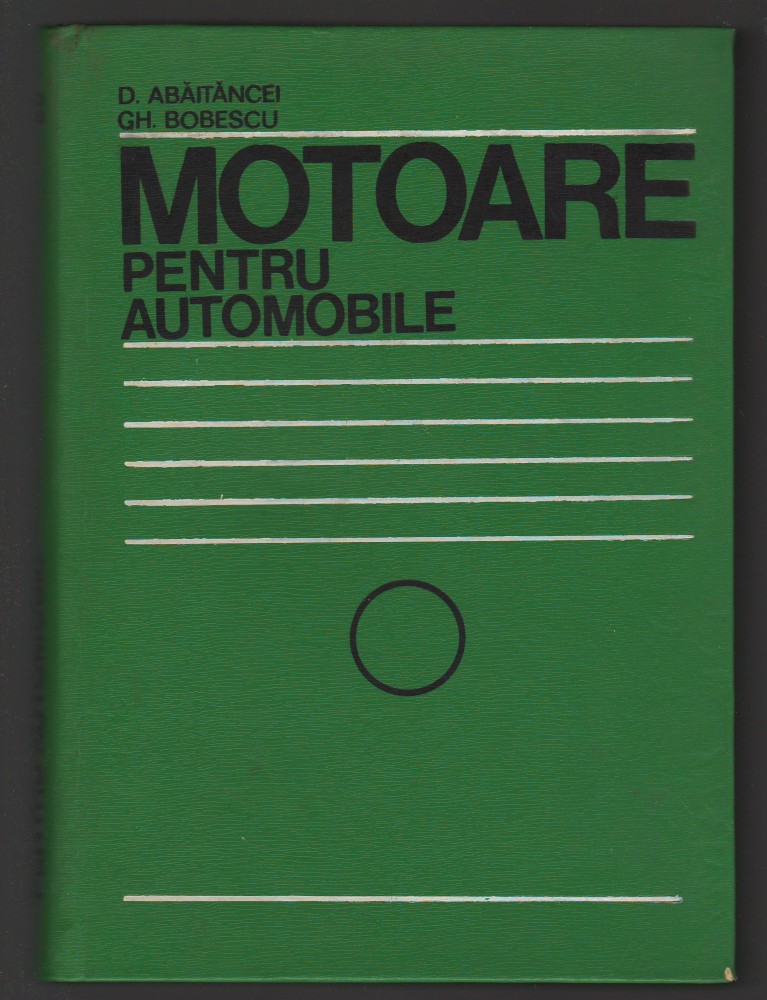 D. ABĂITĂNCEI
GH. BOBESCU
MOTOARE
PENTRU
AUTOMOBILE